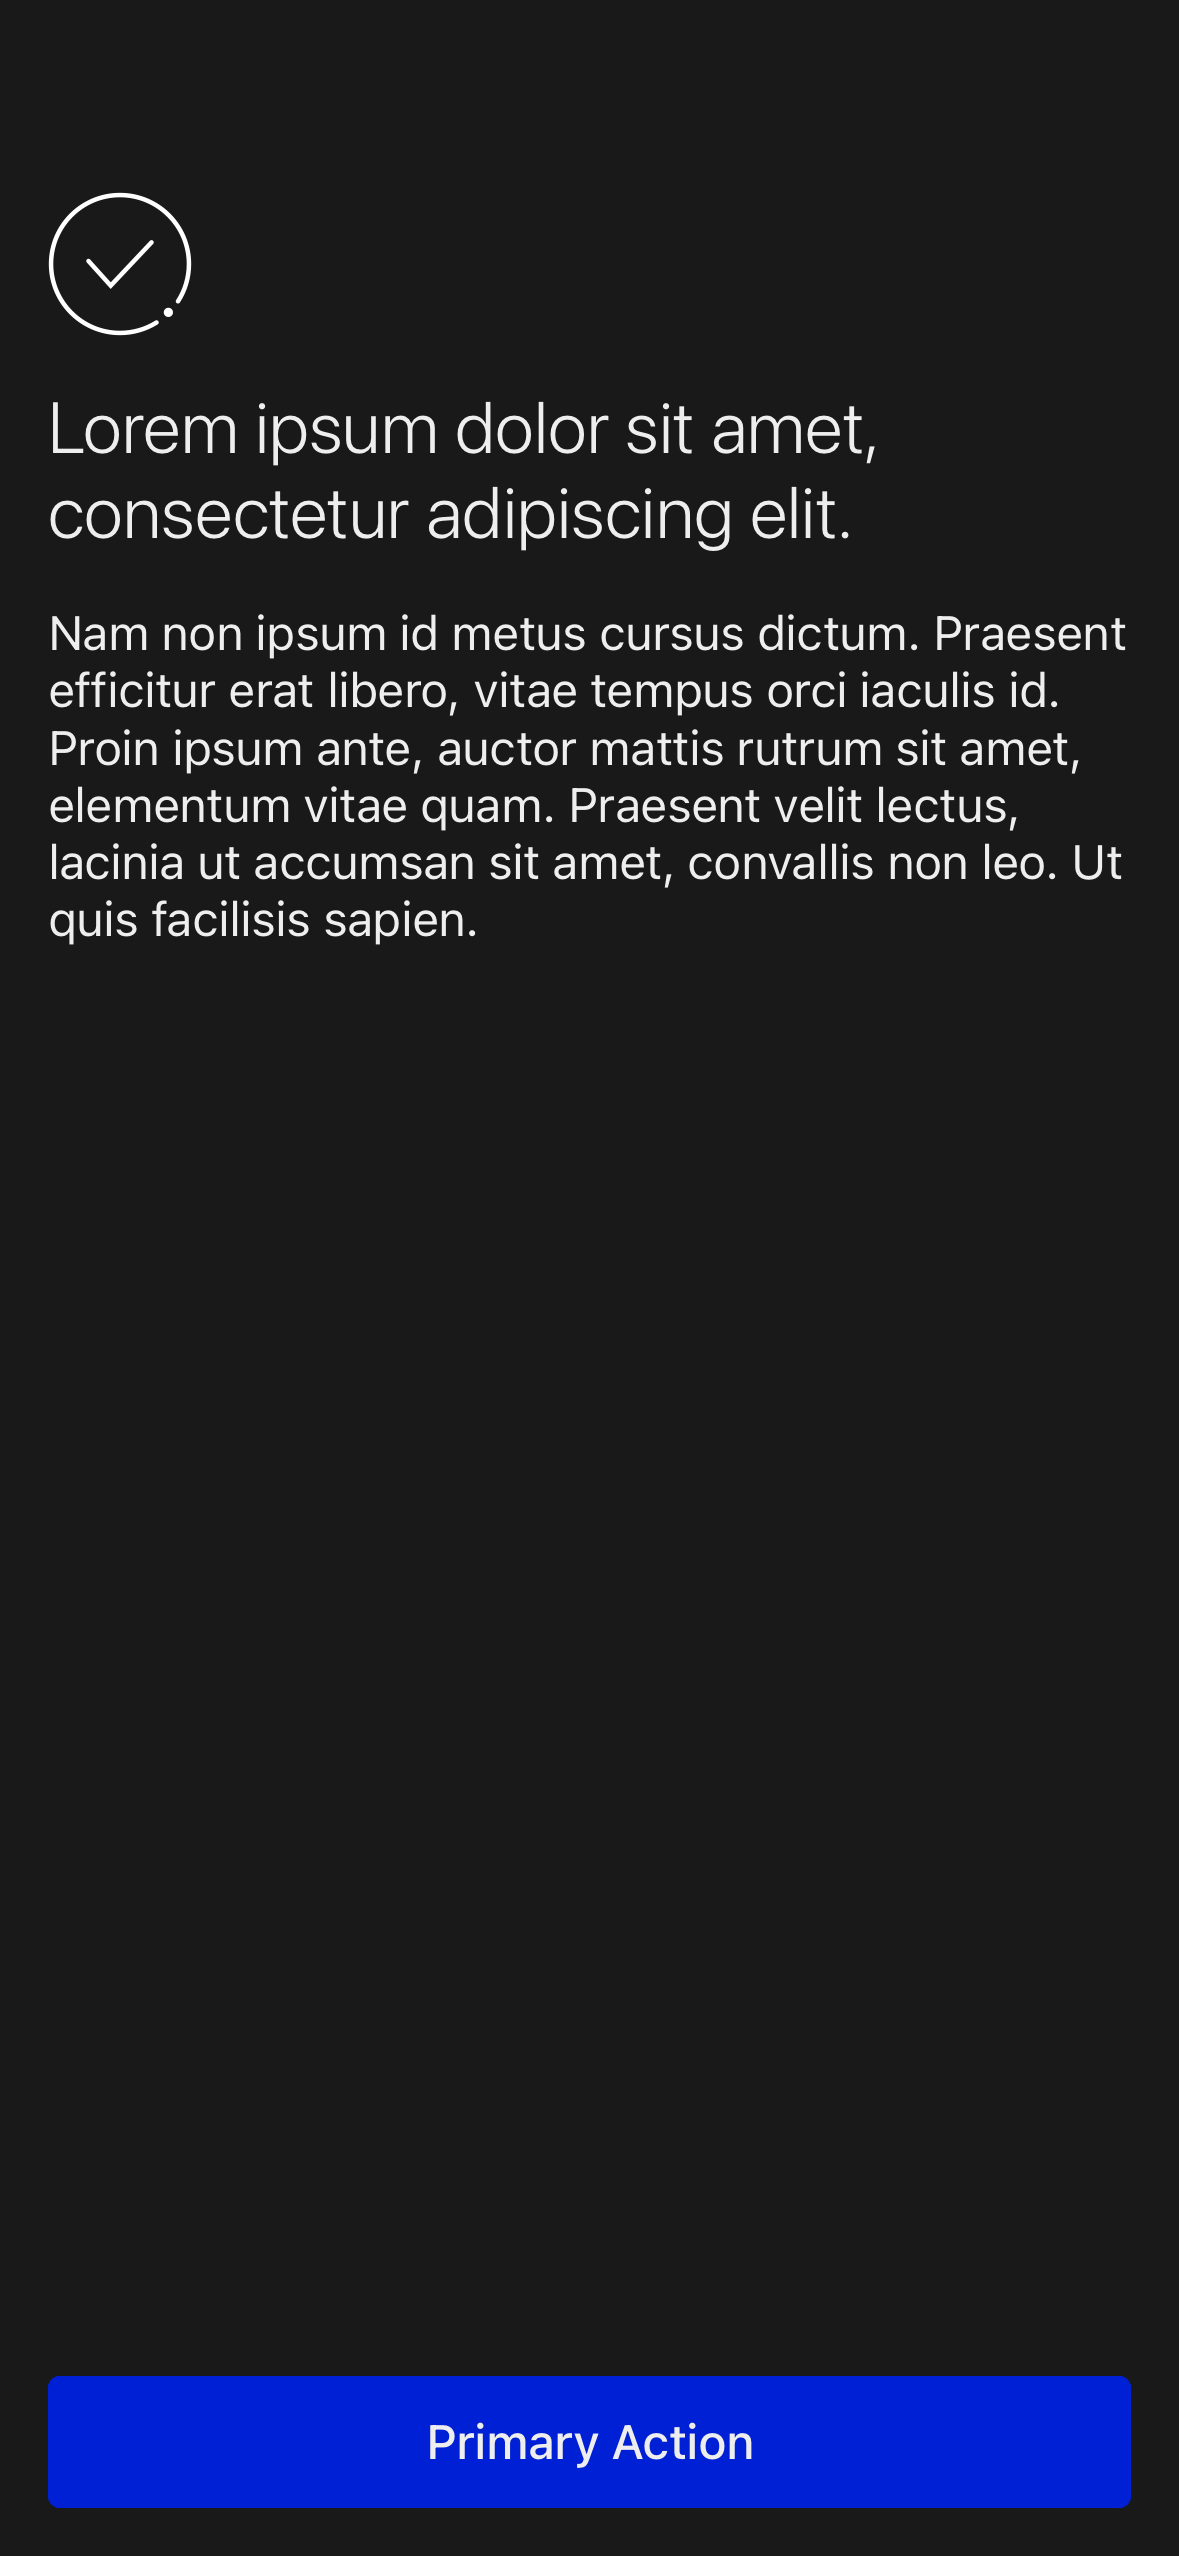 Lorem ipsum dolor sit amet,
consectetur adipiscing elit.
Nam non ipsum id metus cursus dictum. Praesent
efficitur erat libero, vitae tempus orci iaculis id.
Proin ipsum ante, auctor mattis rutrum sit amet,
elementum vitae quam. Praesent velit lectus,
lacinia ut accumsan sit amet, convallis non leo. Ut
quis facilisis sapien.
Primary Action